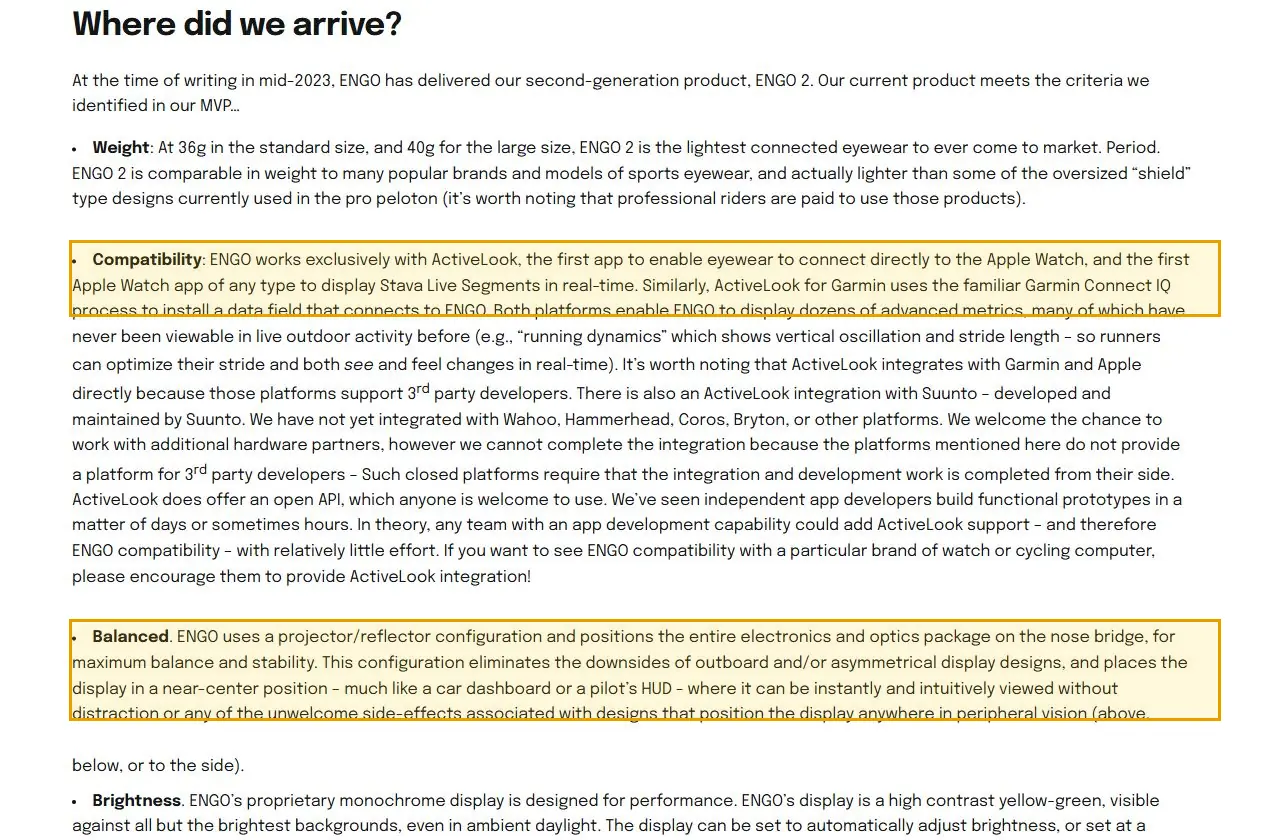 Where did we arrive?
At the time of writing in mid-2023, ENGO has delivered our second-generation product, ENGO 2. Our current product meets the criteria we
identified in our MVP…
• Weight: At 36g in the standard size, and 40g for the large size, ENGO 2 is the lightest connected eyewear to ever come to market. Period.
ENGO 2 is comparable in weight to many popular brands and models of sports eyewear, and actually lighter than some of the oversized “shield”
type designs currently used in the pro peloton (it’s worth noting that professional riders are paid to use those products).
• Compatibility: ENGO works exclusively with ActiveLook, the first app to enable eyewear to connect directly to the Apple Watch, and the first
Apple Watch app of any type to display Stava Live Segments in real-time. Similarly, ActiveLook for Garmin uses the familiar Garmin Connect IQ
process to install a data field that connects to ENGO. Both platforms enable ENGO to display dozens of advanced metrics, many of which have
never been viewable in live outdoor activity before (e.g., “running dynamics” which shows vertical oscillation and stride length – so runners
can optimize their stride and both see and feel changes in real-time). It’s worth noting that ActiveLook integrates with Garmin and Apple
directly because those platforms support 3rd party developers. There is also an ActiveLook integration with Suunto – developed and
maintained by Suunto. We have not yet integrated with Wahoo, Hammerhead, Coros, Bryton, or other platforms. We welcome the chance to
work with additional hardware partners, however we cannot complete the integration because the platforms mentioned here do not provide
a platform for 3rd party developers – Such closed platforms require that the integration and development work is completed from their side.
ActiveLook does offer an open API, which anyone is welcome to use. We’ve seen independent app developers build functional prototypes in a
matter of days or sometimes hours. In theory, any team with an app development capability could add ActiveLook support – and therefore
ENGO compatibility – with relatively little effort. If you want to see ENGO compatibility with a particular brand of watch or cycling computer,
please encourage them to provide ActiveLook integration!
• Balanced. ENGO uses a projector/reflector configuration and positions the entire electronics and optics package on the nose bridge, for
maximum balance and stability. This configuration eliminates the downsides of outboard and/or asymmetrical display designs, and places the
display in a near-center position – much like a car dashboard or a pilot’s HUD – where it can be instantly and intuitively viewed without
distraction or any of the unwelcome side-effects associated with designs that position the display anywhere in peripheral vision (above,
below, or to the side).
• Brightness. ENGO’s proprietary monochrome display is designed for performance. ENGO’s display is a high contrast yellow-green, visible
against all but the brightest backgrounds, even in ambient daylight. The display can be set to automatically adjust brightness, or set at a